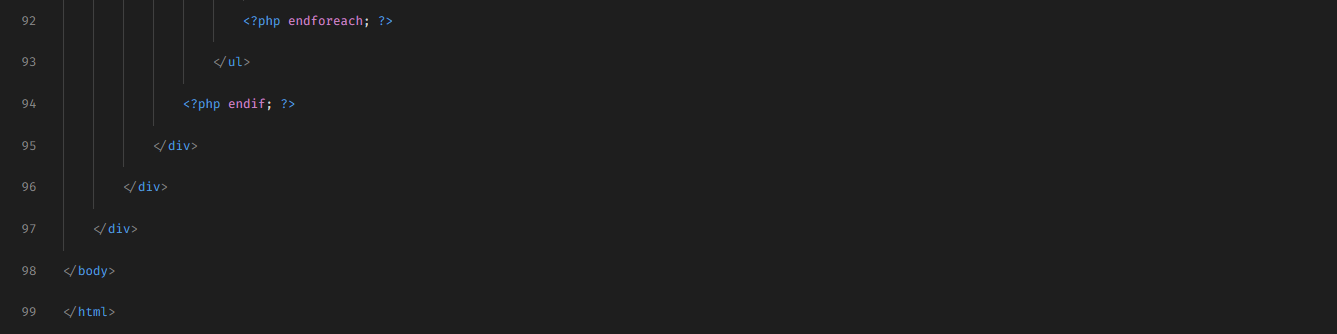 92 <?php endforeach; ?>
93 </ul>
94 <?php endif; ?>
95 </div>
96 </div>
97 </div>
98 </body>
99 </html>